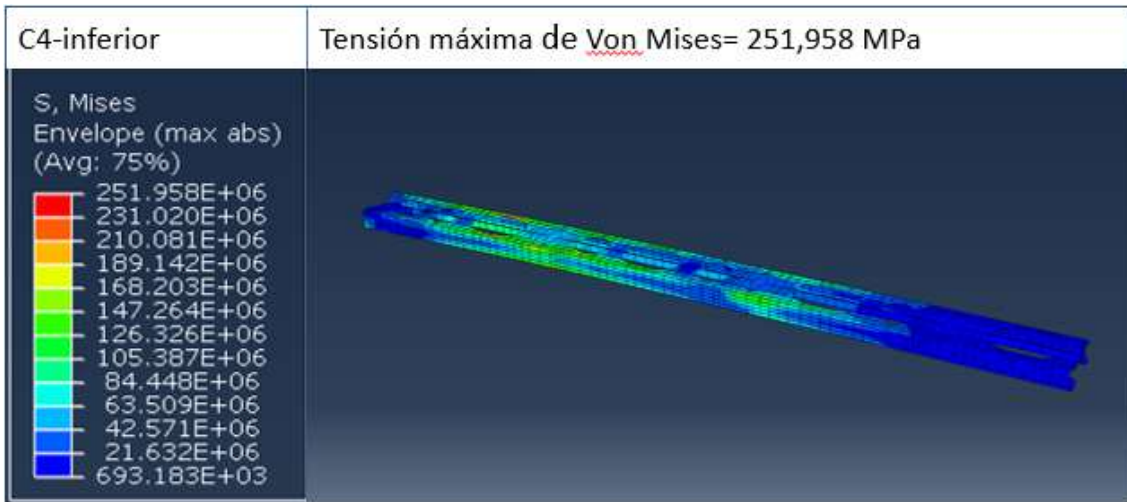 C4-inferior
Tensión máxima de Von Mises= 251,958 MPa
S, Mises
Envelope (max abs)
(Avg: 75%)
251.958E+06
231.020E+06
210.081E+06
189.142E+06
168.203E+06
147.264E+06
126.326E+06
105.387E+06
84.448E+06
63.509E+06
42.571E+06
21.632E+06
693.183E+03